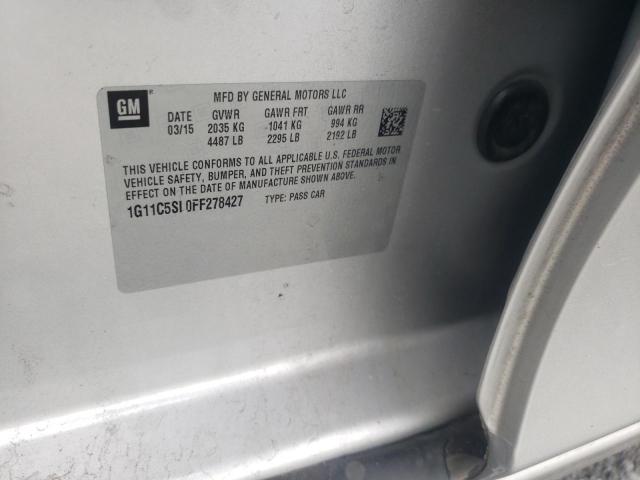 GM
MFD BY GENERAL MOTORS LLC
DATE GVWR GAWR FRT GAWR RR
03/15 2035 KG 1041 KG 994 KG
4487 LB 2295 LB 2192 LB
THIS VEHICLE CONFORMS TO ALL APPLICABLE U.S. FEDERAL MOTOR
VEHICLE SAFETY, BUMPER, AND THEFT PREVENTION STANDARDS IN
EFFECT ON THE DATE OF MANUFACTURE SHOWN ABOVE.
1G11C5SL0FF278427 TYPE: PASS CAR